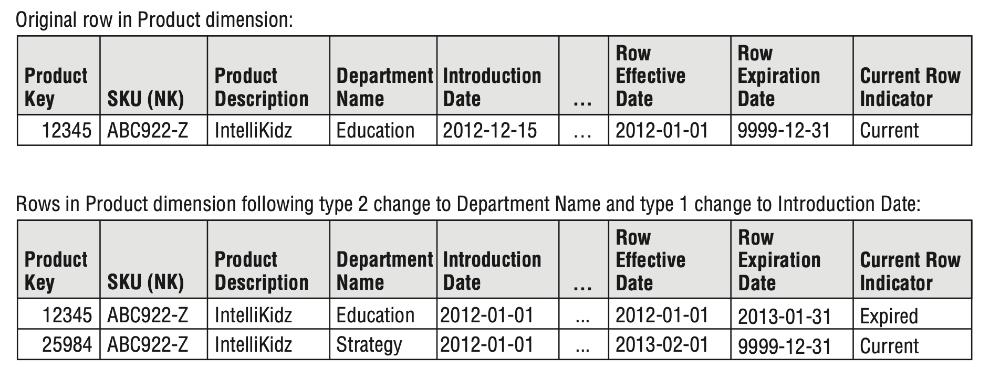 Original row in Product dimension:
Product Key SKU (NK) Product Description Department Name Introduction Date ... Row Effective Date Row Expiration Date Current Row Indicator
12345 ABC922-Z IntelliKidz Education 2012-12-15 ... 2012-01-01 9999-12-31 Current
Rows in Product dimension following type 2 change to Department Name and type 1 change to Introduction Date:
Product Key SKU (NK) Product Description Department Name Introduction Date ... Row Effective Date Row Expiration Date Current Row Indicator
12345 ABC922-Z IntelliKidz Education 2012-01-01 ... 2012-01-01 2013-01-31 Expired
25984 ABC922-Z IntelliKidz Strategy 2012-01-01 ... 2013-02-01 9999-12-31 Current